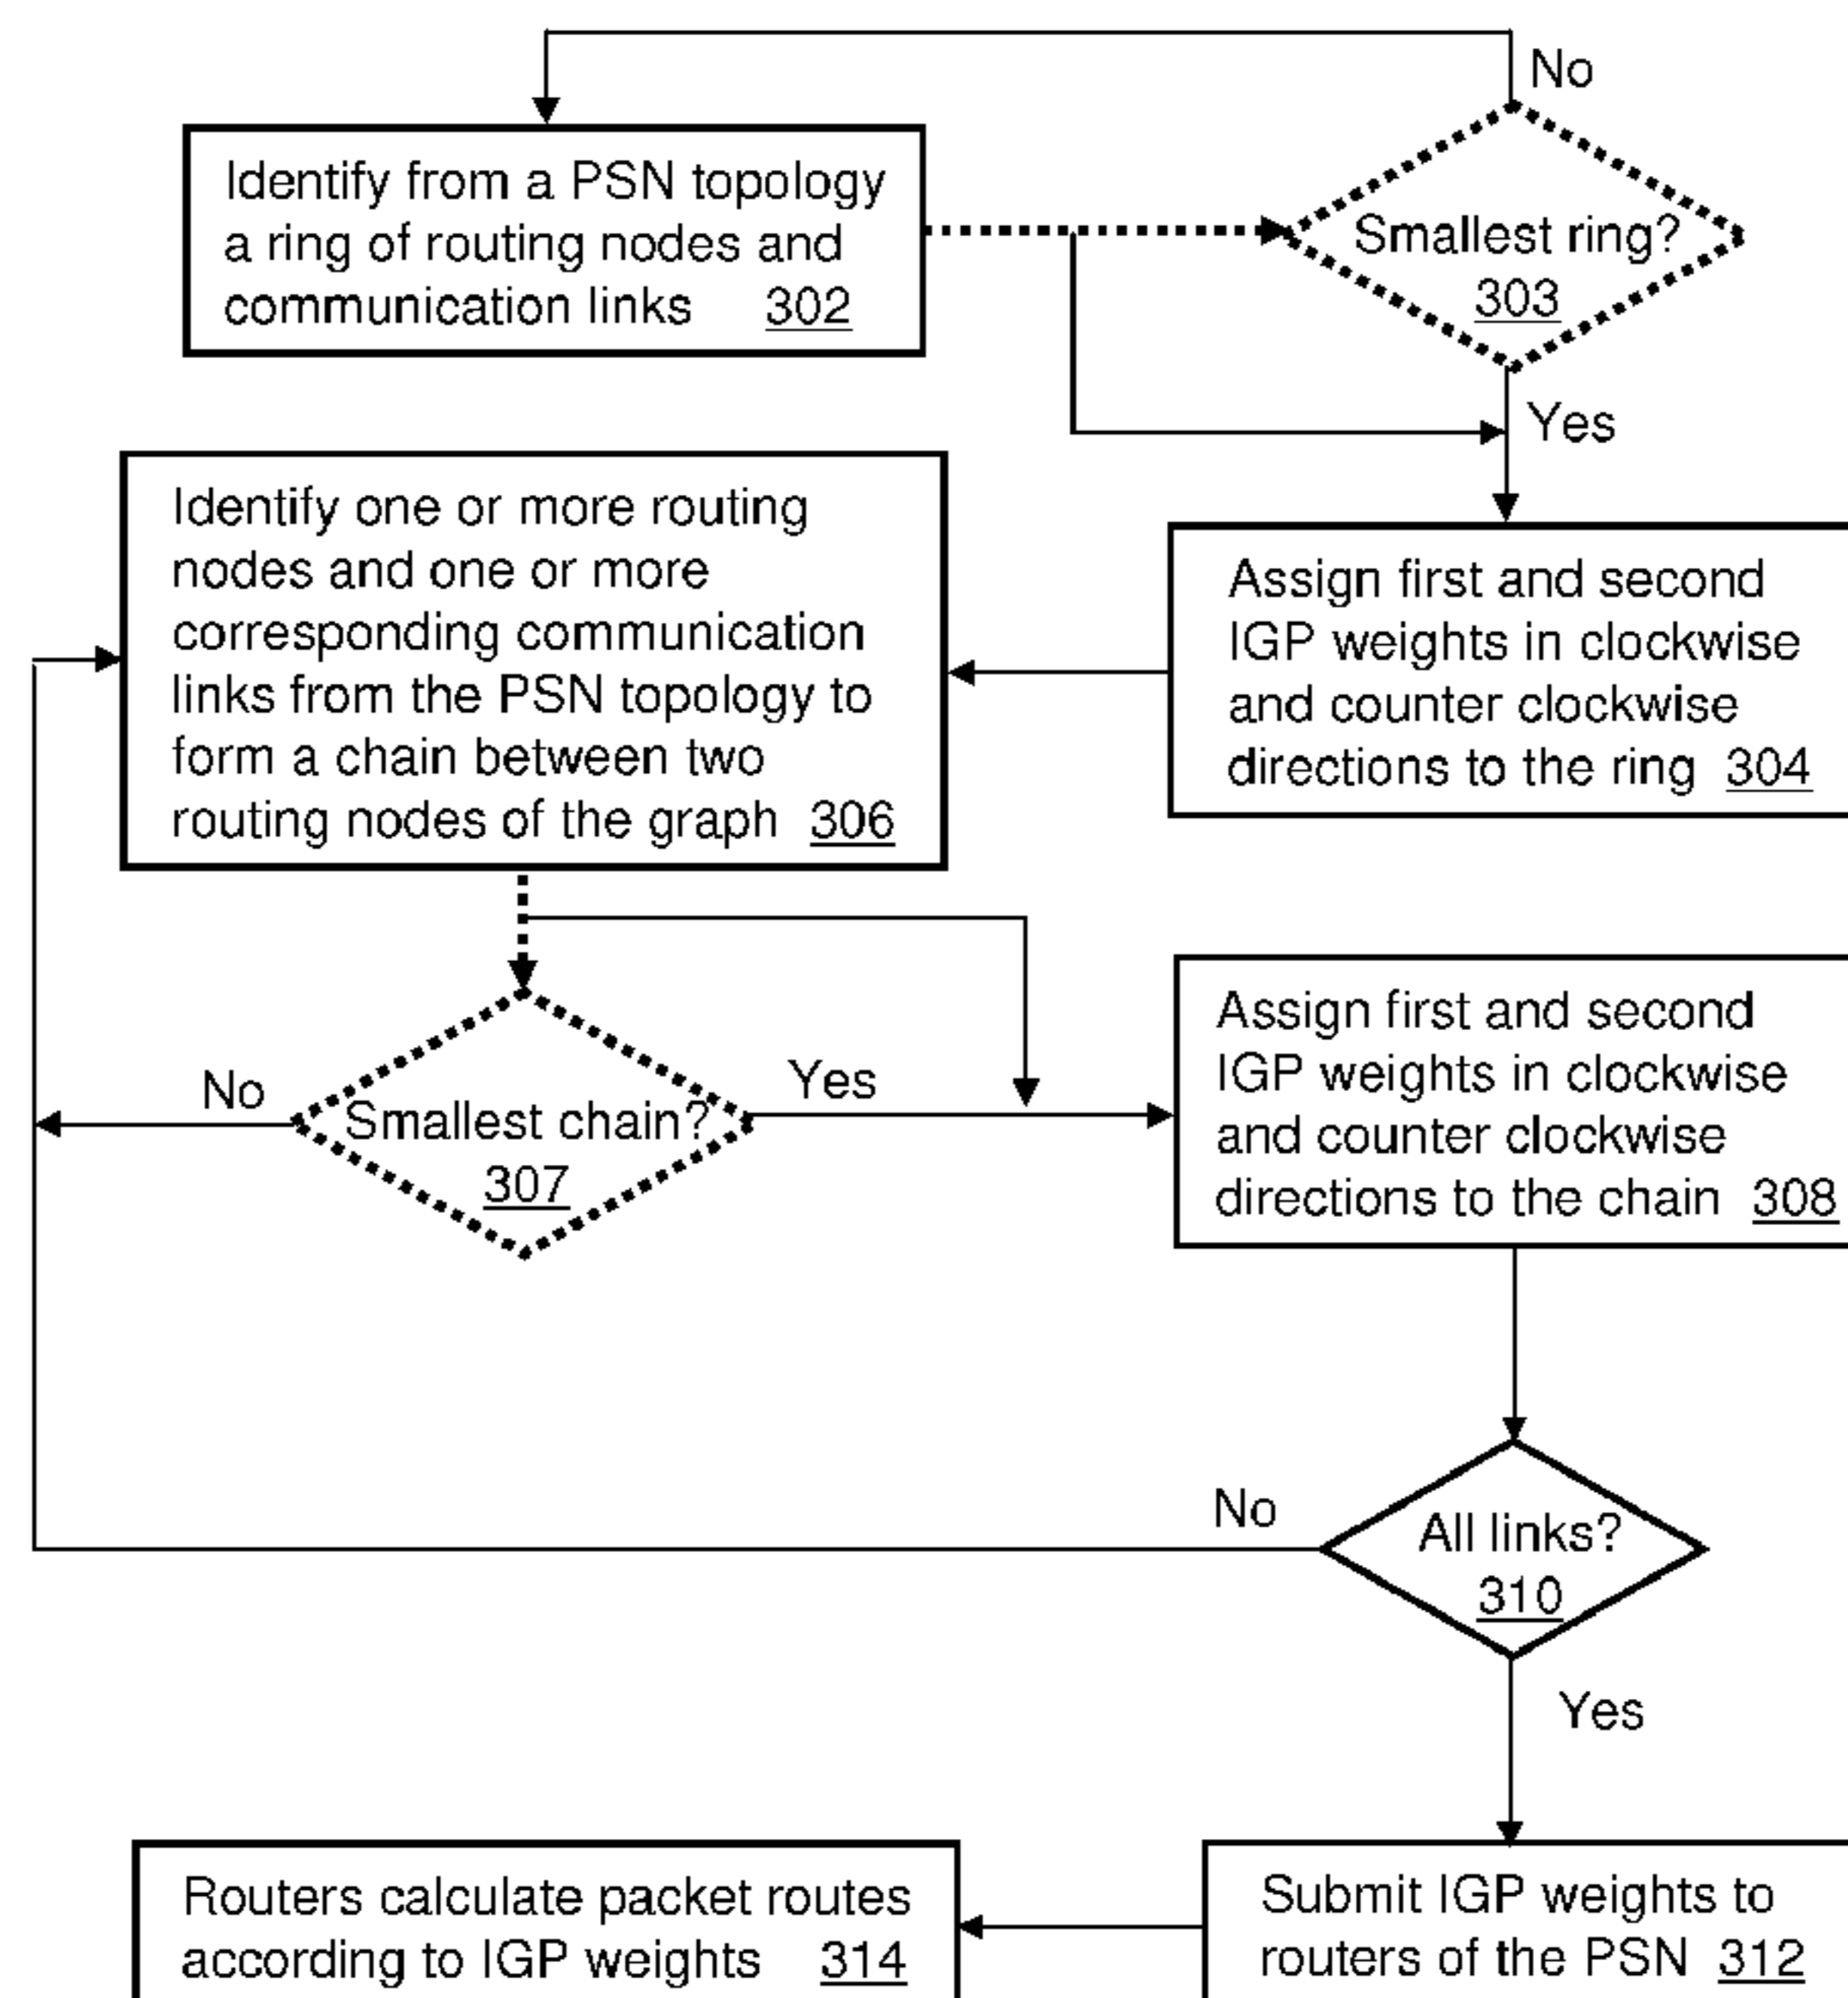 No
Identify from a PSN topology
a ring of routing nodes and
communication links 302
Smallest ring?
303
Yes
Identify one or more routing
nodes and one or more
corresponding communication
links from the PSN topology to
form a chain between two
routing nodes of the graph 306
Assign first and second
IGP weights in clockwise
and counter clockwise
directions to the ring 304
No
Smallest chain?
307
Yes
Assign first and second
IGP weights in clockwise
and counter clockwise
directions to the chain 308
No
All links?
310
Yes
Routers calculate packet routes
according to IGP weights 314
Submit IGP weights to
routers of the PSN 312